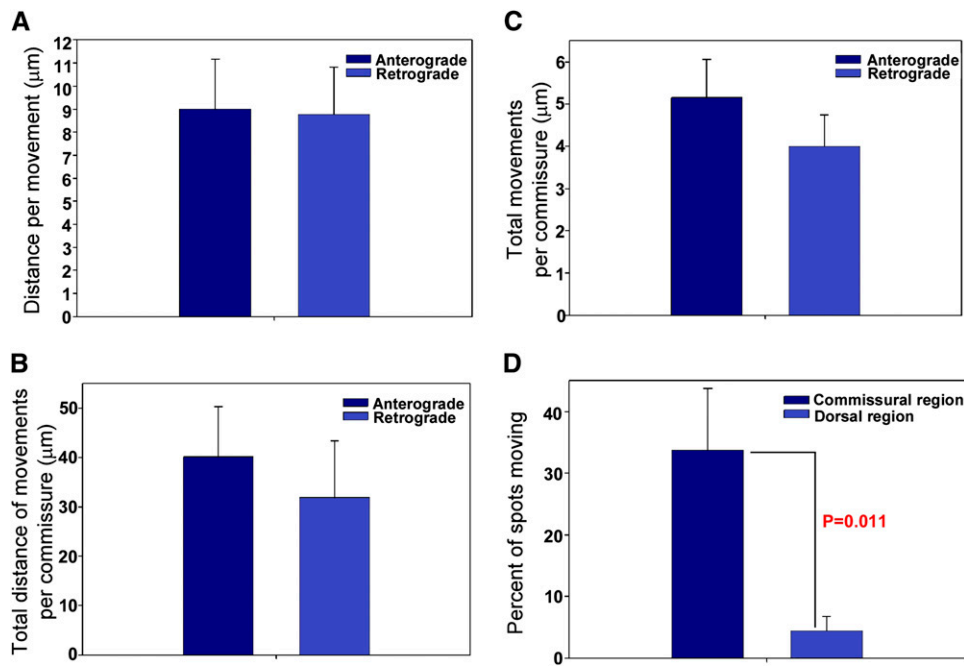 A
Distance per movement (μm)
12
11
10
9
8
7
6
5
4
3
2
1
0
Anterograde
Retrograde
C
Total movements
per commissure (μm)
6
5
4
3
2
1
0
Anterograde
Retrograde
B
Total distance of movements
per commissure (μm)
50
40
30
20
10
0
Anterograde
Retrograde
D
Percent of spots moving
40
30
20
10
0
Commissural region
Dorsal region
P=0.011